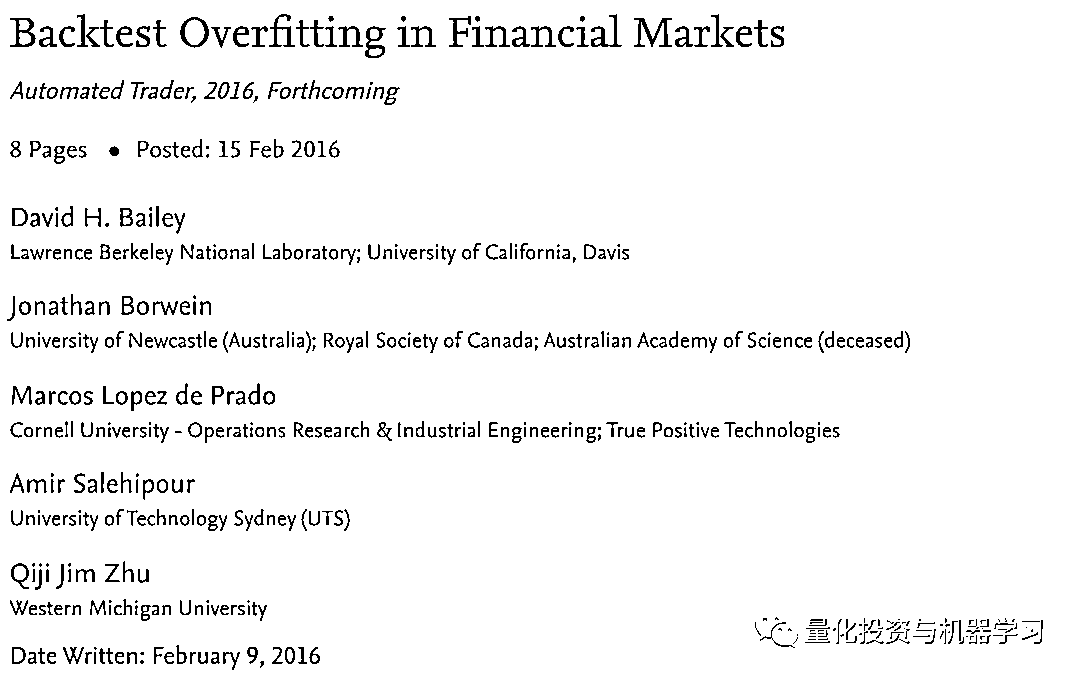 Backtest Overfitting in Financial Markets
Automated Trader, 2016, Forthcoming
8 Pages • Posted: 15 Feb 2016
David H. Bailey
Lawrence Berkeley National Laboratory; University of California, Davis
Jonathan Borwein
University of Newcastle (Australia); Royal Society of Canada; Australian Academy of Science (deceased)
Marcos Lopez de Prado
Cornell University - Operations Research & Industrial Engineering; True Positive Technologies
Amir Salehipour
University of Technology Sydney (UTS)
Qiji Jim Zhu
Western Michigan University
量化投资与机器学习
Date Written: February 9, 2016